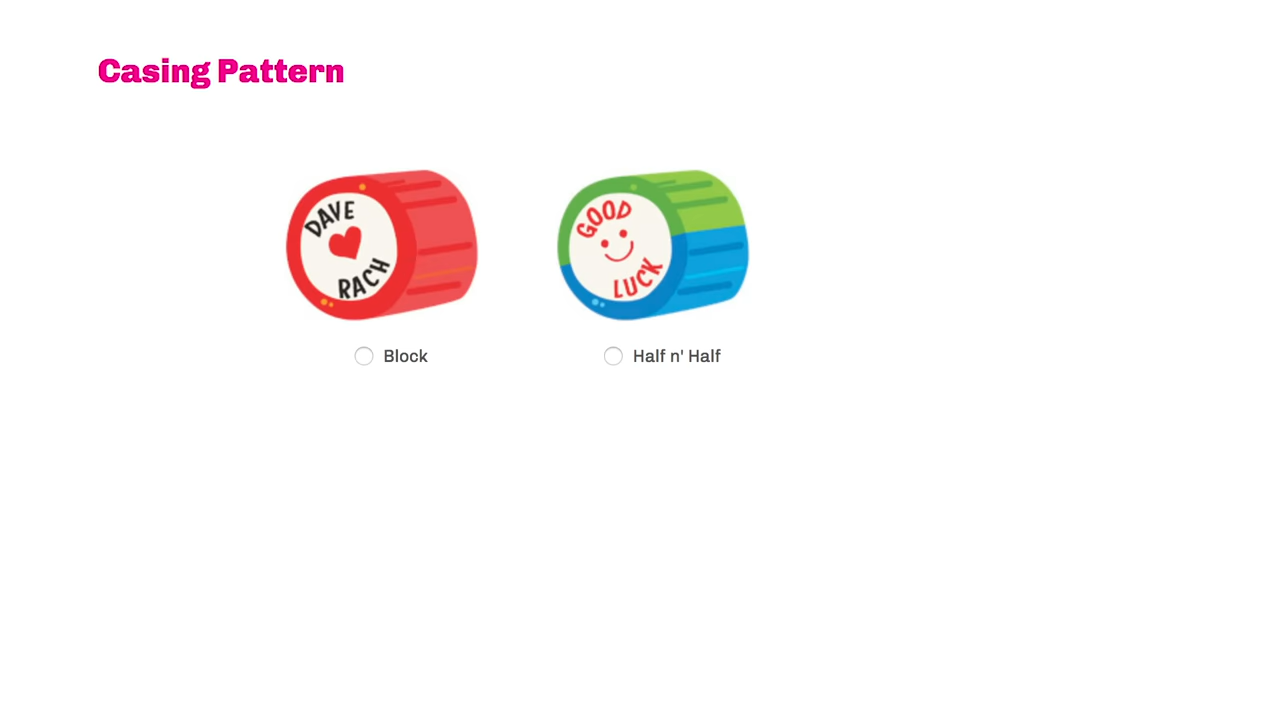 Casing Pattern
DAVE
RACH
GOOD
LUCK
Block
Half n' Half